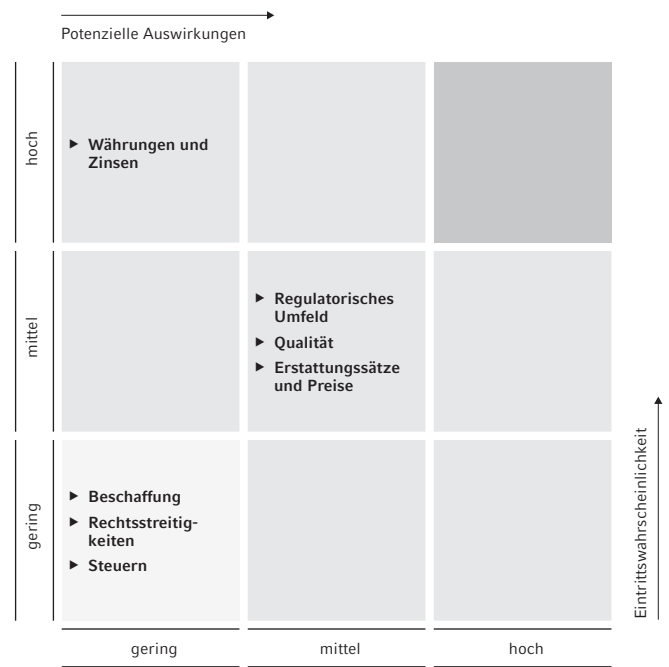 Potenzielle Auswirkungen
hoch
▶ Währungen und
Zinsen
mittel
▶ Regulatorisches
Umfeld
▶ Qualität
▶ Erstattungssätze
und Preise
gering
▶ Beschaffung
▶ Rechtsstreitig-
keiten
▶ Steuern
Eintrittswahrscheinlichkeit
gering
mittel
hoch